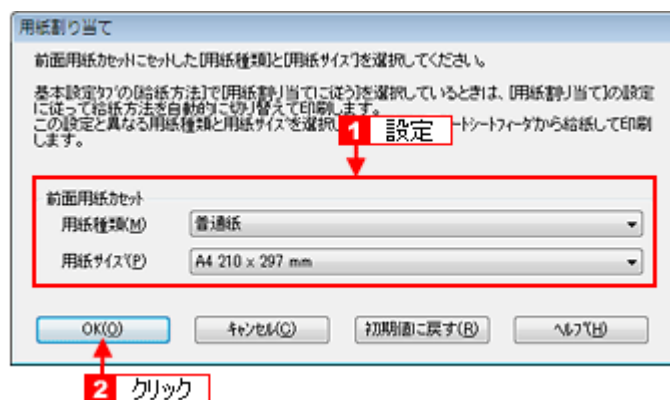 用紙割り当て
前面用紙カセットにセットした[用紙種類]と[用紙サイズ]を選択してください。
基本設定タブの[給紙方法]で[用紙割り当てに従う]を選択しているときは、[用紙割り当て]の設定
に従って給紙方法を自動的に切り替えて印刷します。
この設定と異なる用紙種類と用紙サイズを選択し
ートシートフィーダから給紙して印刷
します。
1 設定
前面用紙カセット
用紙種類(M) 普通紙
用紙サイズ(P) A4 210 x 297 mm
OK(O) キャンセル(C) 初期値に戻す(R) ヘルプ(H)
2 クリック